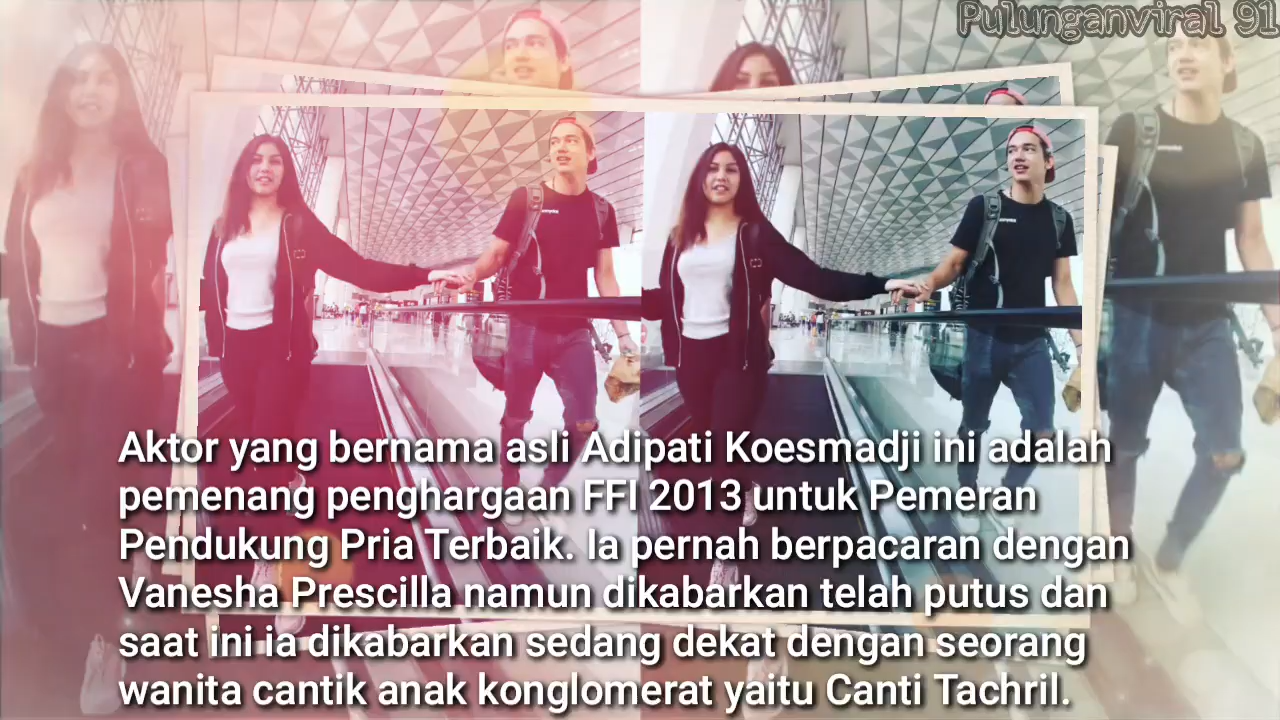 Pulunganviral 91
Aktor yang bernama asli Adipati Koesmadji ini adalah
pemenang penghargaan FFI 2013 untuk Pemeran
Pendukung Pria Terbaik. Ia pernah berpacaran dengan
Vanesha Prescilla namun dikabarkan telah putus dan
saat ini ia dikabarkan sedang dekat dengan seorang
wanita cantik anak konglomerat yaitu Canti Tachril.